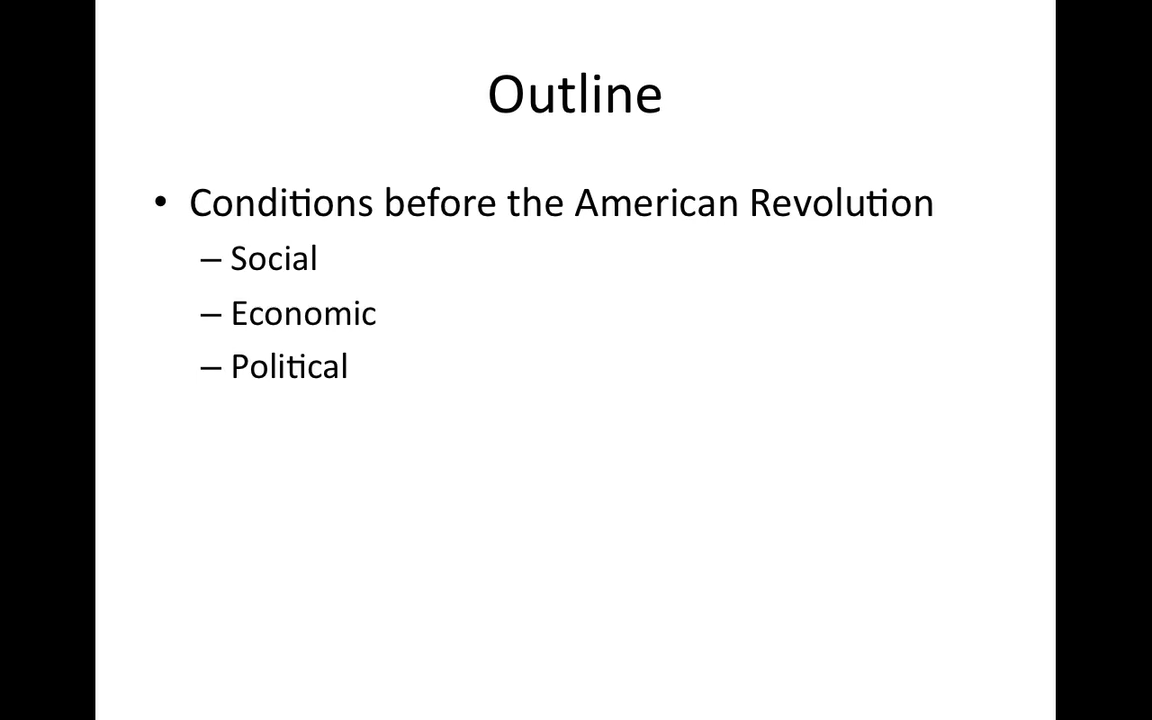 Outline
• Conditions before the American Revolution
– Social
– Economic
– Political